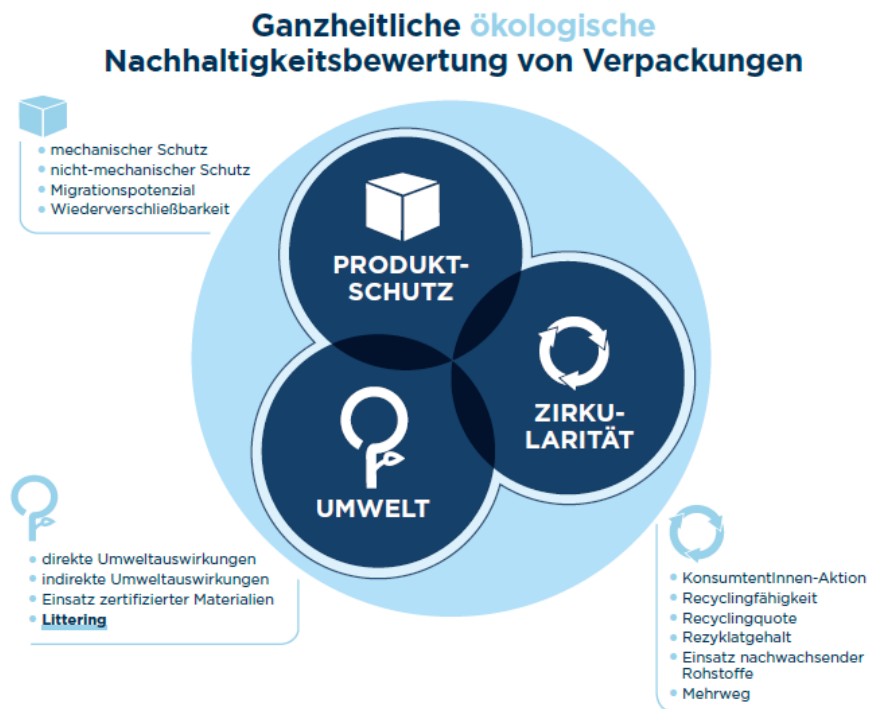 Ganzheitliche ökologische
Nachhaltigkeitsbewertung von Verpackungen
mechanischer Schutz
nicht-mechanischer Schutz
Migrationspotenzial
Wiederverschließbarkeit
PRODUKT-
SCHUTZ
ZIRKU-
LARITÄT
UMWELT
direkte Umweltauswirkungen
indirekte Umweltauswirkungen
Einsatz zertifizierter Materialien
Littering
KonsumtentInnen-Aktion
Recyclingfähigkeit
Recyclingquote
Rezyklatgehalt
Einsatz nachwachsender
Rohstoffe
Mehrweg